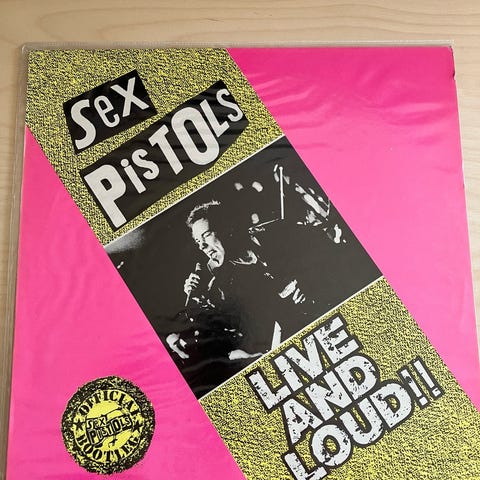 Sex
PiSTOLS
LIVE
AND
LOUD!!
OFFICIAL
SEX
PISTOLS
BOOTLEG